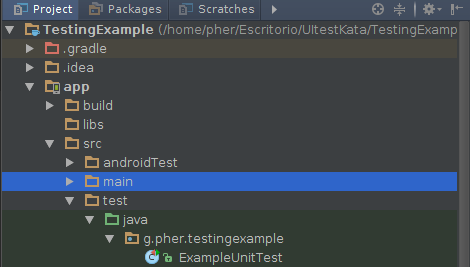 Project Packages Scratches
TestingExample (/home/pher/Escritorio/UItestKata/TestingExamp
.gradle
.idea
app
build
libs
src
androidTest
main
test
java
g.pher.testingexample
ExampleUnitTest